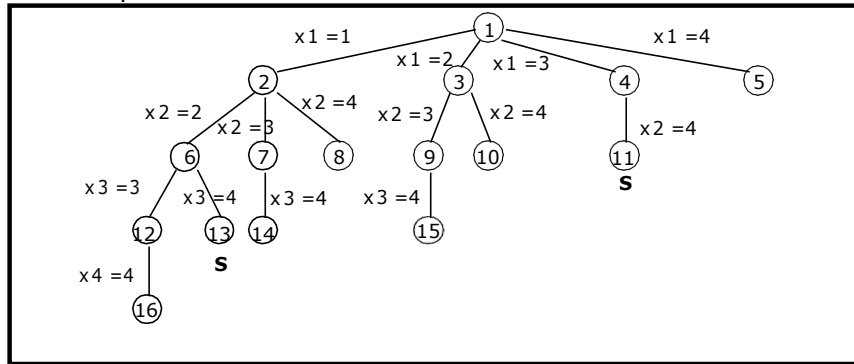 1
x1 =1
x1 =2
x1 =3
x1 =4
2
3
4
5
x2 =2
x2 =3
x2 =4
x2 =3
x2 =4
x2 =4
6
7
8
9
10
11
S
x3 =3
x3 =4
x3 =4
x3 =4
12
13
14
15
S
x4 =4
16